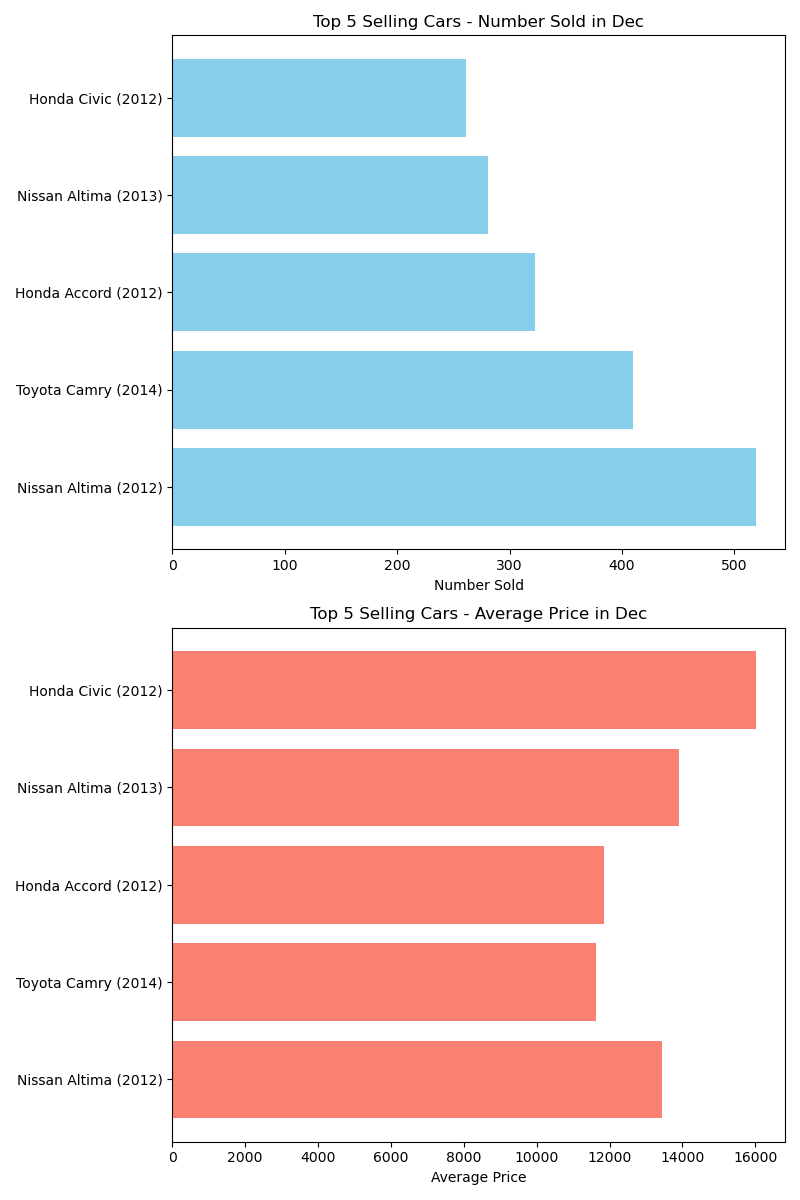 Top 5 Selling Cars - Number Sold in Dec
Honda Civic (2012)
Nissan Altima (2013)
Honda Accord (2012)
Toyota Camry (2014)
Nissan Altima (2012)
0 100 200 300 400 500
Number Sold
Top 5 Selling Cars - Average Price in Dec
Honda Civic (2012)
Nissan Altima (2013)
Honda Accord (2012)
Toyota Camry (2014)
Nissan Altima (2012)
0 2000 4000 6000 8000 10000 12000 14000 16000
Average Price